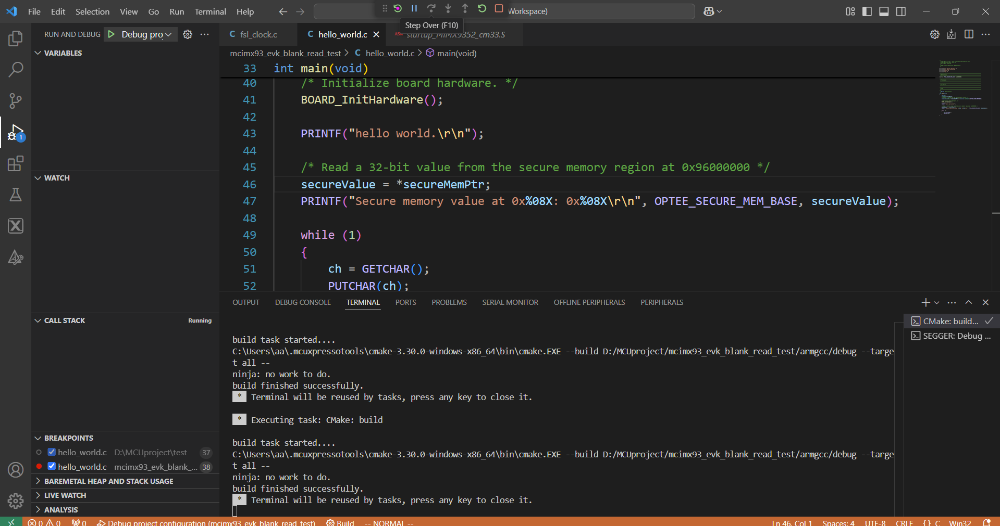 File Edit Selection View Go Run Terminal Help
Workspace)
Step Over (F10)
RUN AND DEBUG
Debug pro
C fsl_clock.c
C hello_world.c
startup_MIMX9352_cm33.S
VARIABLES
mcimx93_evk_blank_read_test > C hello_world.c > main(void)
33 int main(void)
40 /* Initialize board hardware. */
41 BOARD_InitHardware();
42
43 PRINTF("hello world.\r\n");
44
45 /* Read a 32-bit value from the secure memory region at 0x96000000 */
46 secureValue = *secureMemPtr;
47 PRINTF("Secure memory value at 0x%08X: 0x%08X\r\n", OPTEE_SECURE_MEM_BASE, secureValue);
48
49 while (1)
50 {
51 ch = GETCHAR();
52 PUTCHAR(ch);
1
WATCH
CALL STACK
Running
BREAKPOINTS
hello_world.c D:\MCUproject\test 37
hello_world.c mcimx93_evk_blank_... 38
BAREMETAL HEAP AND STACK USAGE
LIVE WATCH
ANALYSIS
OUTPUT DEBUG CONSOLE TERMINAL PORTS PROBLEMS SERIAL MONITOR OFFLINE PERIPHERALS PERIPHERALS
build task started....
C:\Users\aa\.mcuxpressotools\cmake-3.30.0-windows-x86_64\bin\cmake.EXE --build D:/MCUproject/mcimx93_evk_blank_read_test/armgcc/debug --targe
t all --
ninja: no work to do.
build finished successfully.
* Terminal will be reused by tasks, press any key to close it.
* Executing task: CMake: build
build task started....
C:\Users\aa\.mcuxpressotools\cmake-3.30.0-windows-x86_64\bin\cmake.EXE --build D:/MCUproject/mcimx93_evk_blank_read_test/armgcc/debug --targe
t all --
ninja: no work to do.
build finished successfully.
* Terminal will be reused by tasks, press any key to close it.
CMake: build...
SEGGER: Debug ...
0 0 0 Debug project configuration (mcimx93_evk_blank_read_test) Build -- NORMAL -- Ln 46, Col 1 Spaces: 4 UTF-8 CRLF {} C Win32